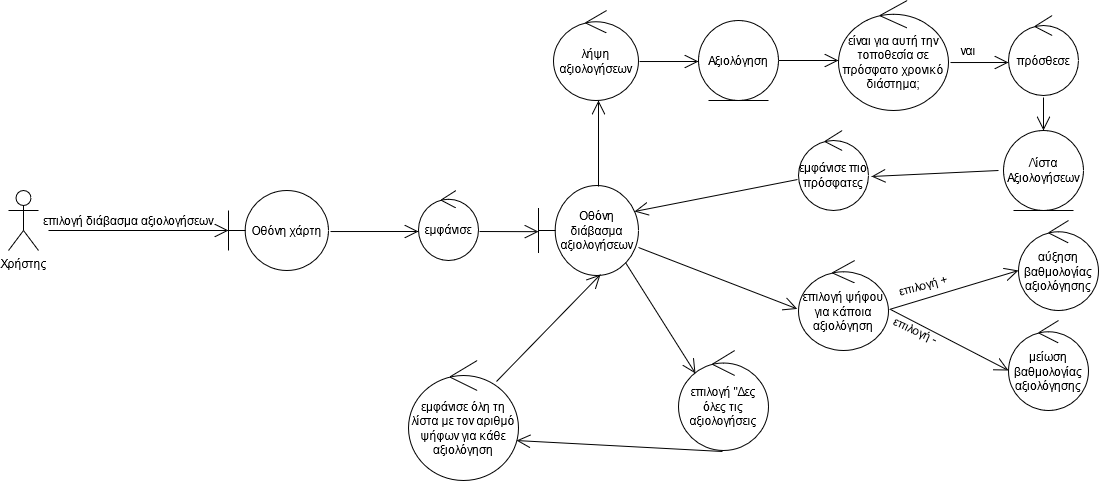 λήψη
αξιολογήσεων
Αξιολόγηση
είναι για αυτή την
τοποθεσία σε
πρόσφατο χρονικό
διάστημα;
ναι
πρόσθεσε
εμφάνισε πιο
πρόσφατες
Λίστα
Αξιολογήσεων
επιλογή διάβασμα αξιολογήσεων
Χρήστης
Οθόνη χάρτη
εμφάνισε
Οθόνη
διάβασμα
αξιολογήσεων
επιλογή ψήφου
για κάποια
αξιολόγηση
επιλογή +
επιλογή -
αύξηση
βαθμολογίας
αξιολόγησης
μείωση
βαθμολογίας
αξιολόγησης
εμφάνισε όλη τη
λίστα με τον αριθμό
ψήφων για κάθε
αξιολόγηση
επιλογή "Δες
όλες τις
αξιολογήσεις